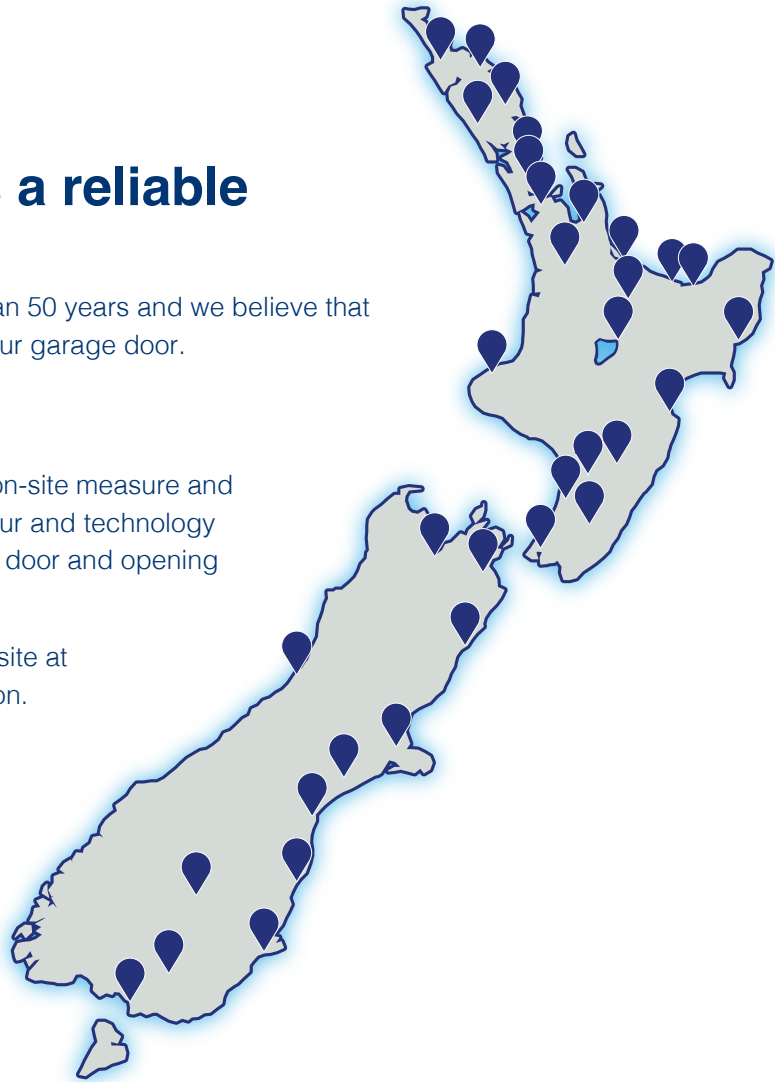 a reliable
an 50 years and we believe that
ur garage door.
on-site measure and
ur and technology
door and opening
site at
on.